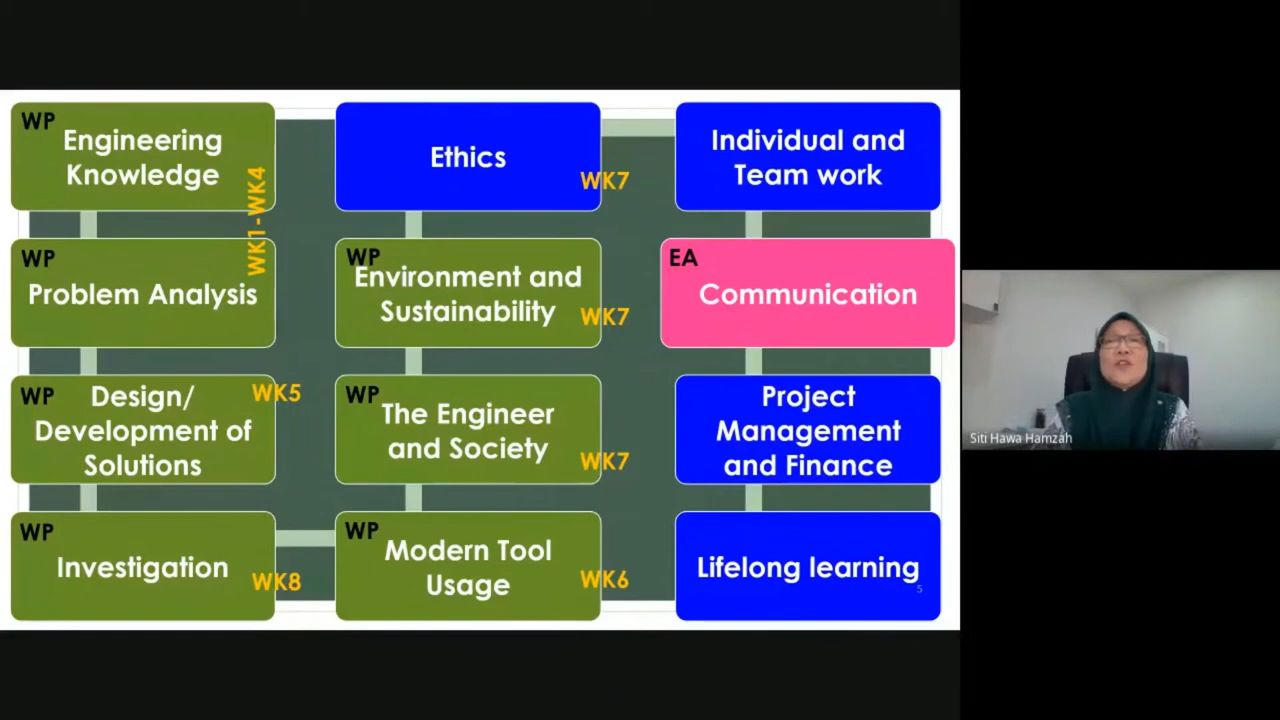 WP
Engineering
Knowledge
WK1-WK4
WP
Problem Analysis
WP
Design/
Development of
Solutions
WK5
WP
Investigation
WK8
Ethics
WK7
WP
Environment and
Sustainability
WK7
WP
The Engineer
and Society
WK7
WP
Modern Tool
Usage
WK6
Individual and
Team work
EA
Communication
Project
Management
and Finance
Lifelong learning
5
Siti Hawa Hamzah